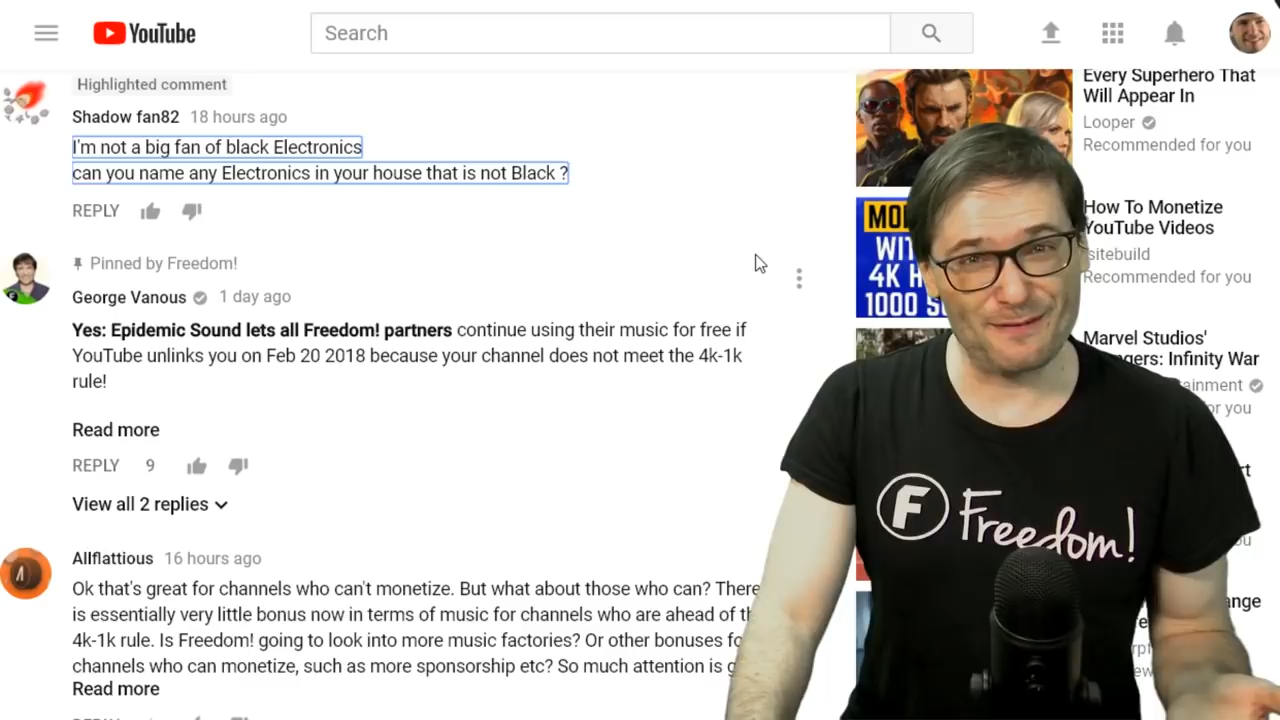 YouTube
Search
Highlighted comment
Shadow fan82 18 hours ago
I'm not a big fan of black Electronics
can you name any Electronics in your house that is not Black ?
REPLY
Pinned by Freedom!
George Vanous 1 day ago
Yes: Epidemic Sound lets all Freedom! partners continue using their music for free if
YouTube unlinks you on Feb 20 2018 because your channel does not meet the 4k-1k
rule!
Read more
REPLY 9
View all 2 replies
Allflattious 16 hours ago
Ok that's great for channels who can't monetize. But what about those who can? There
is essentially very little bonus now in terms of music for channels who are ahead of
4k-1k rule. Is Freedom! going to look into more music factories? Or other bonuses
channels who can monetize, such as more sponsorship etc? So much attention is
Read more
REPLY
Every Superhero That
Will Appear In
Looper
Recommended for you
How To Monetize
YouTube Videos
sitebuild
Recommended for you
4K
1000
Marvel Studios'
Infinity War
for you
F Freedom!